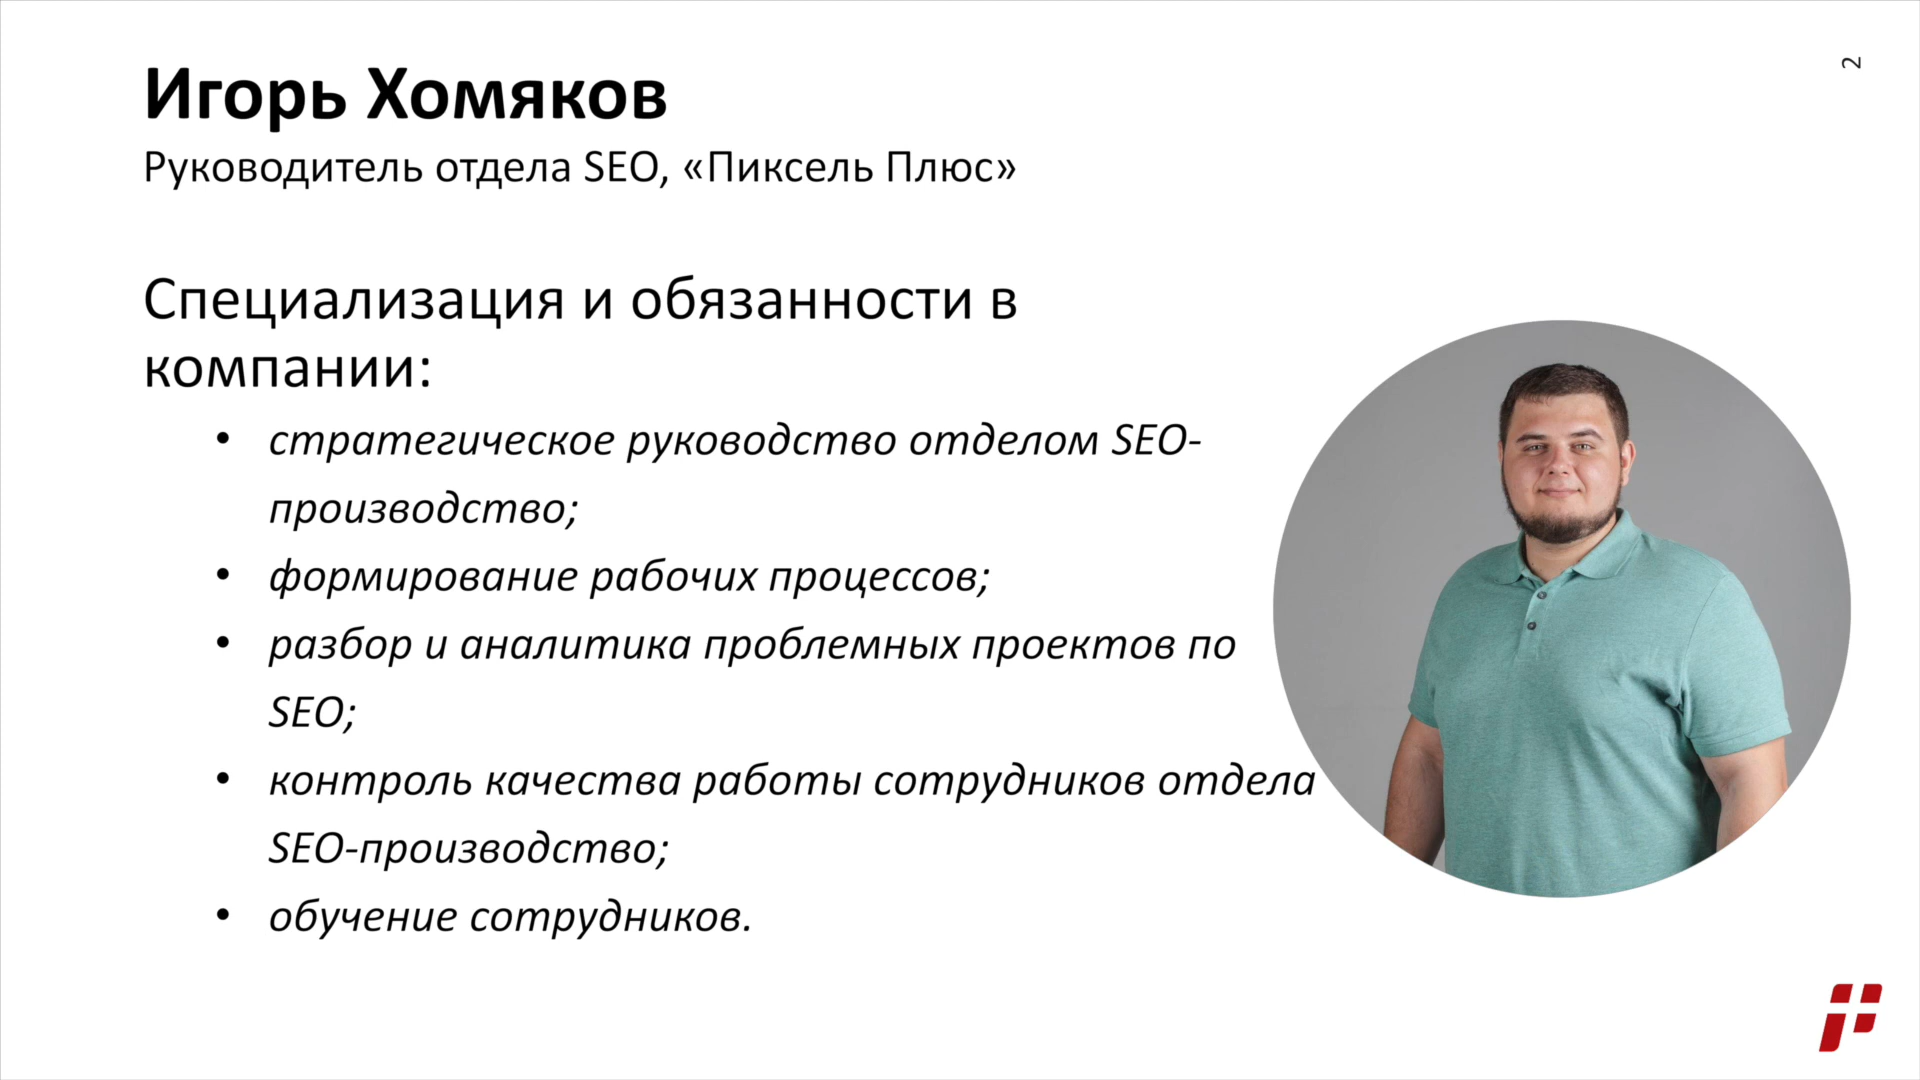 Игорь Хомяков
2
Руководитель отдела SEO, «Пиксель Плюс»
Специализация и обязанности в
компании:
• стратегическое руководство отделом SEO-
производство;
• формирование рабочих процессов;
• разбор и аналитика проблемных проектов по
SEO;
• контроль качества работы сотрудников отдела
SEO-производство;
• обучение сотрудников.